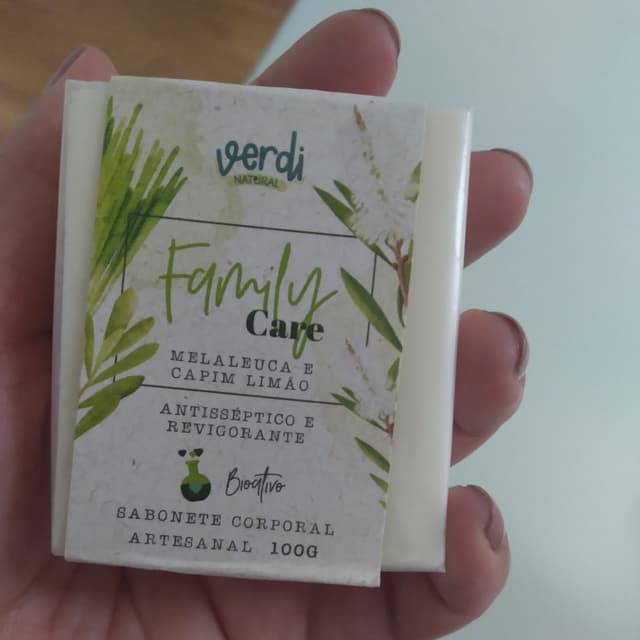 verdi
NATURAL
Family
Care
MELALEUCA E
CAPIM LIMÃO
ANTISSÉPTICO E
REVIGORANTE
Bioativo
SABONETE CORPORAL
ARTESANAL 100G